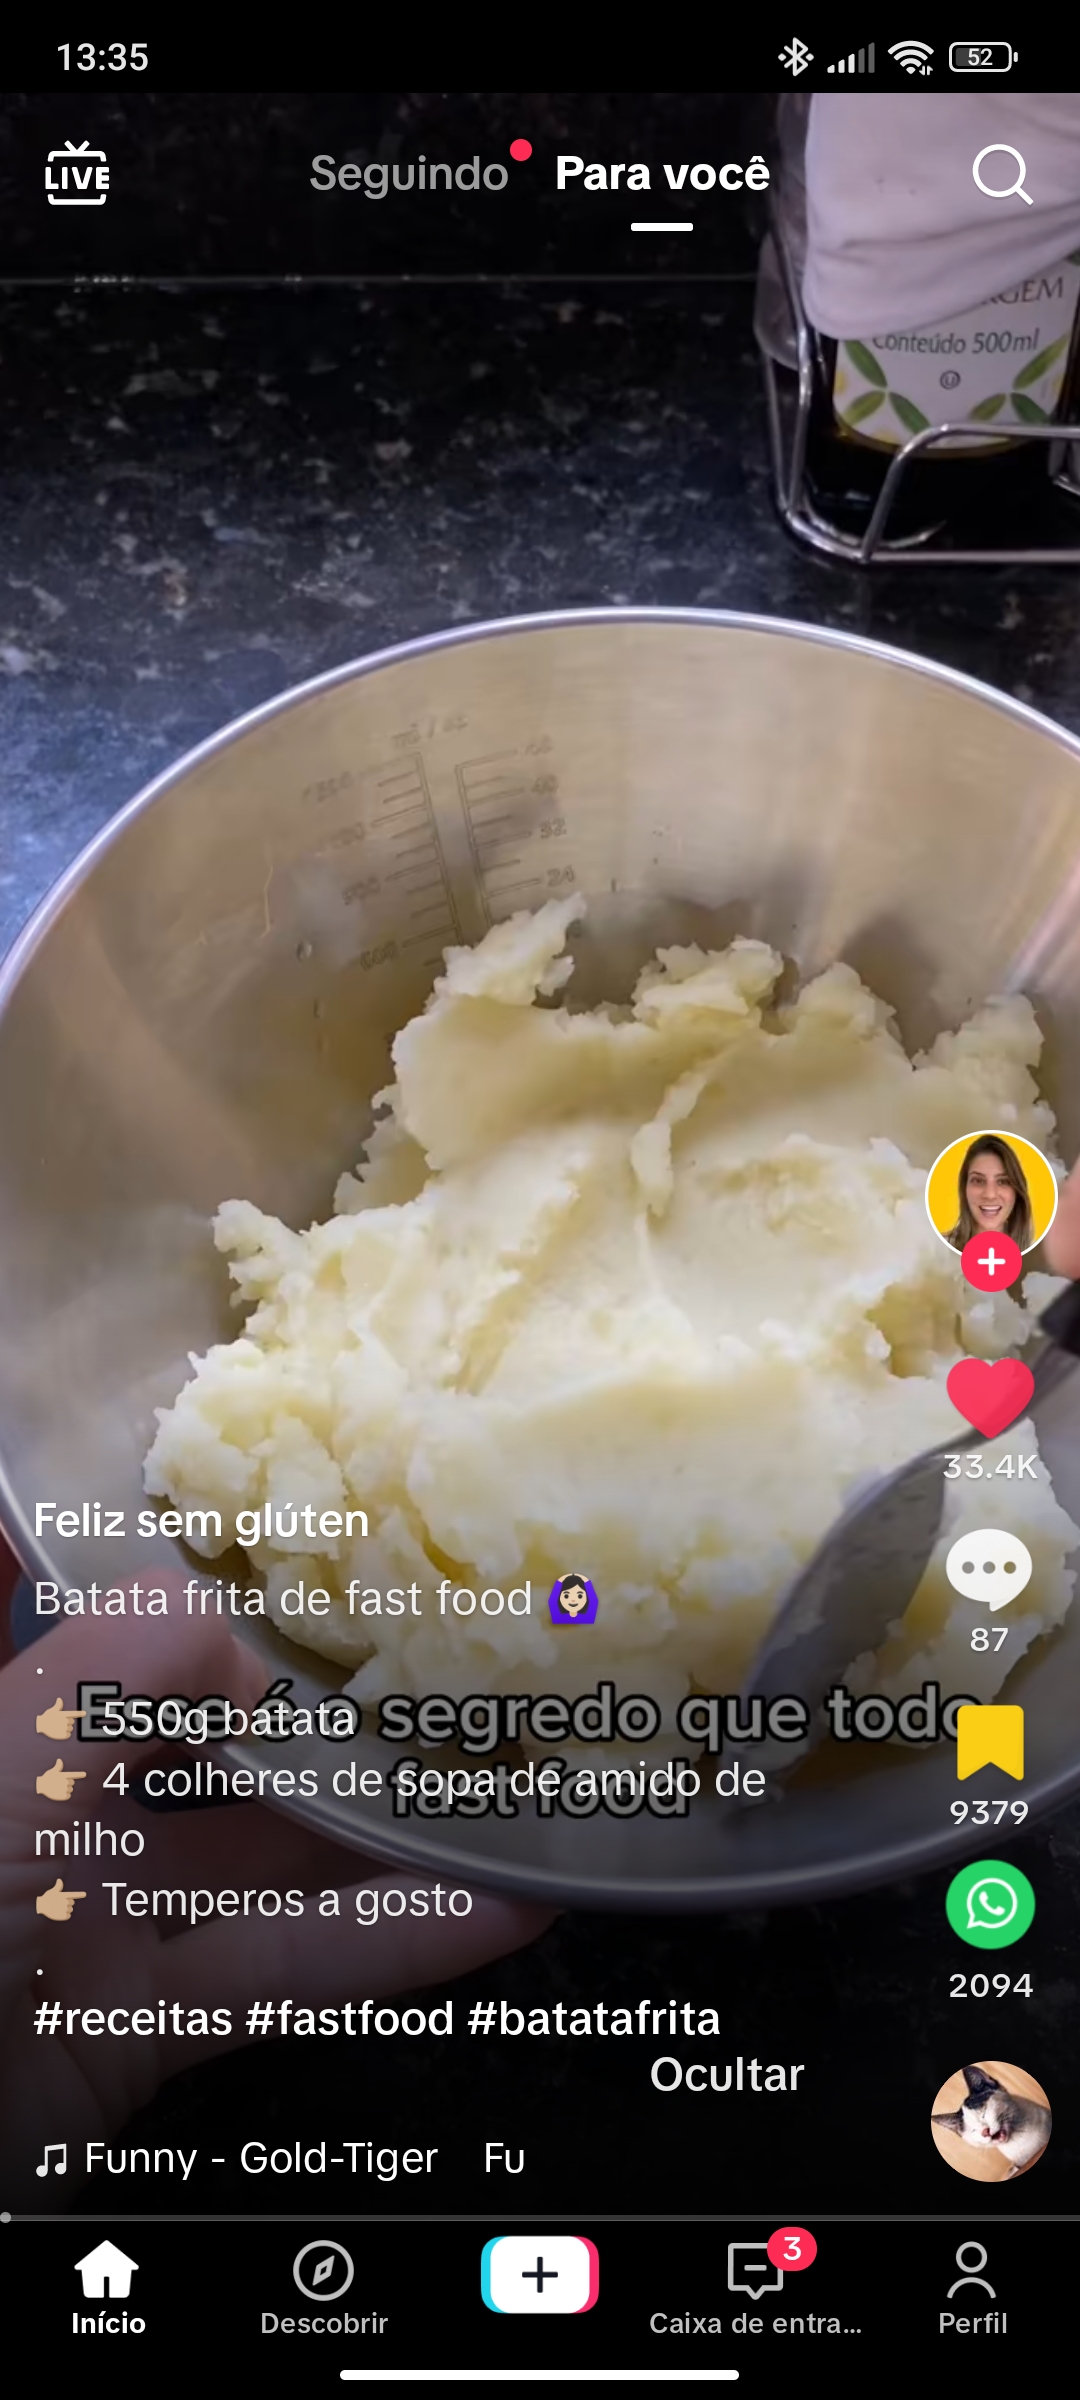 13:35
52
LIVE
Seguindo
Para você
Conteúdo 500ml
33.4K
Feliz sem glúten
Batata frita de fast food 🙆🏻‍♀️
.
87
Esse é o segredo que todo
fast food
👉🏼 550g batata
👉🏼 4 colheres de sopa de amido de
milho
👉🏼 Temperos a gosto
.
9379
2094
#receitas #fastfood #batatafrita
Ocultar
Funny - Gold-Tiger Fu
3
Início
Descobrir
Caixa de entra...
Perfil